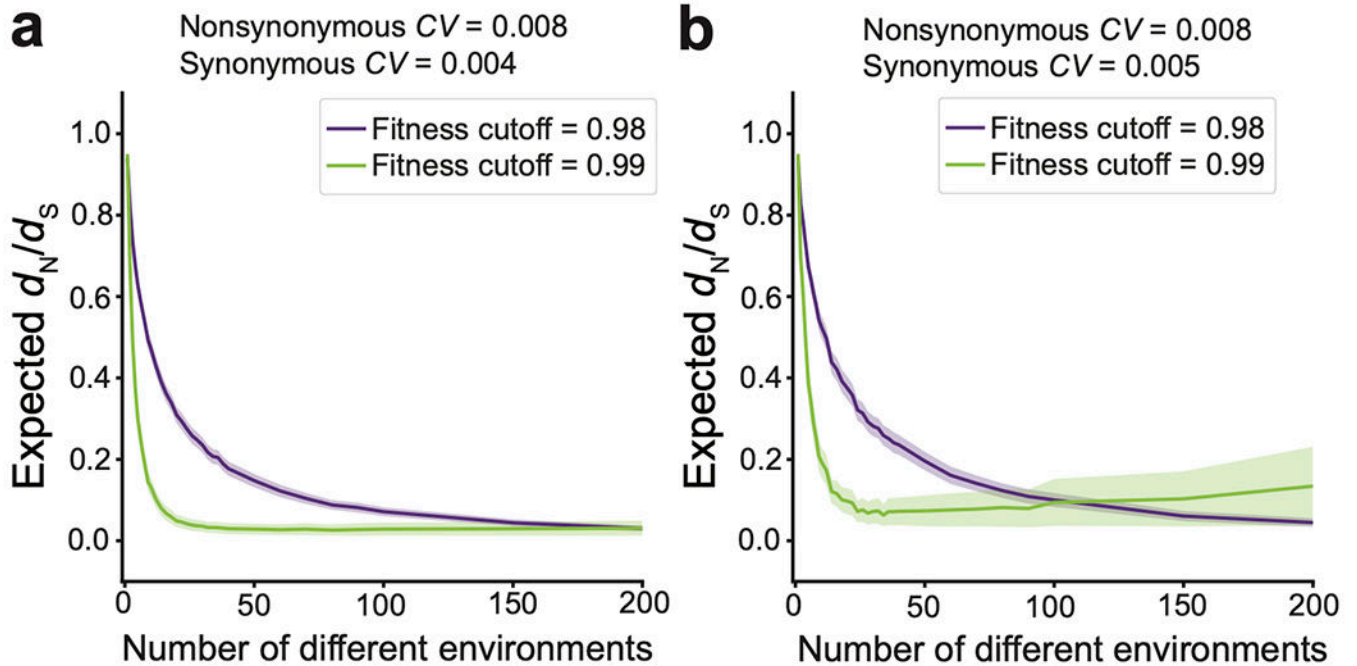 a
Nonsynonymous CV = 0.008
Synonymous CV = 0.004
Fitness cutoff = 0.98
Fitness cutoff = 0.99
Expected dN/dS
1.0
0.8
0.6
0.4
0.2
0.0
0 50 100 150 200
Number of different environments
b
Nonsynonymous CV = 0.008
Synonymous CV = 0.005
Fitness cutoff = 0.98
Fitness cutoff = 0.99
Expected dN/dS
1.0
0.8
0.6
0.4
0.2
0.0
0 50 100 150 200
Number of different environments